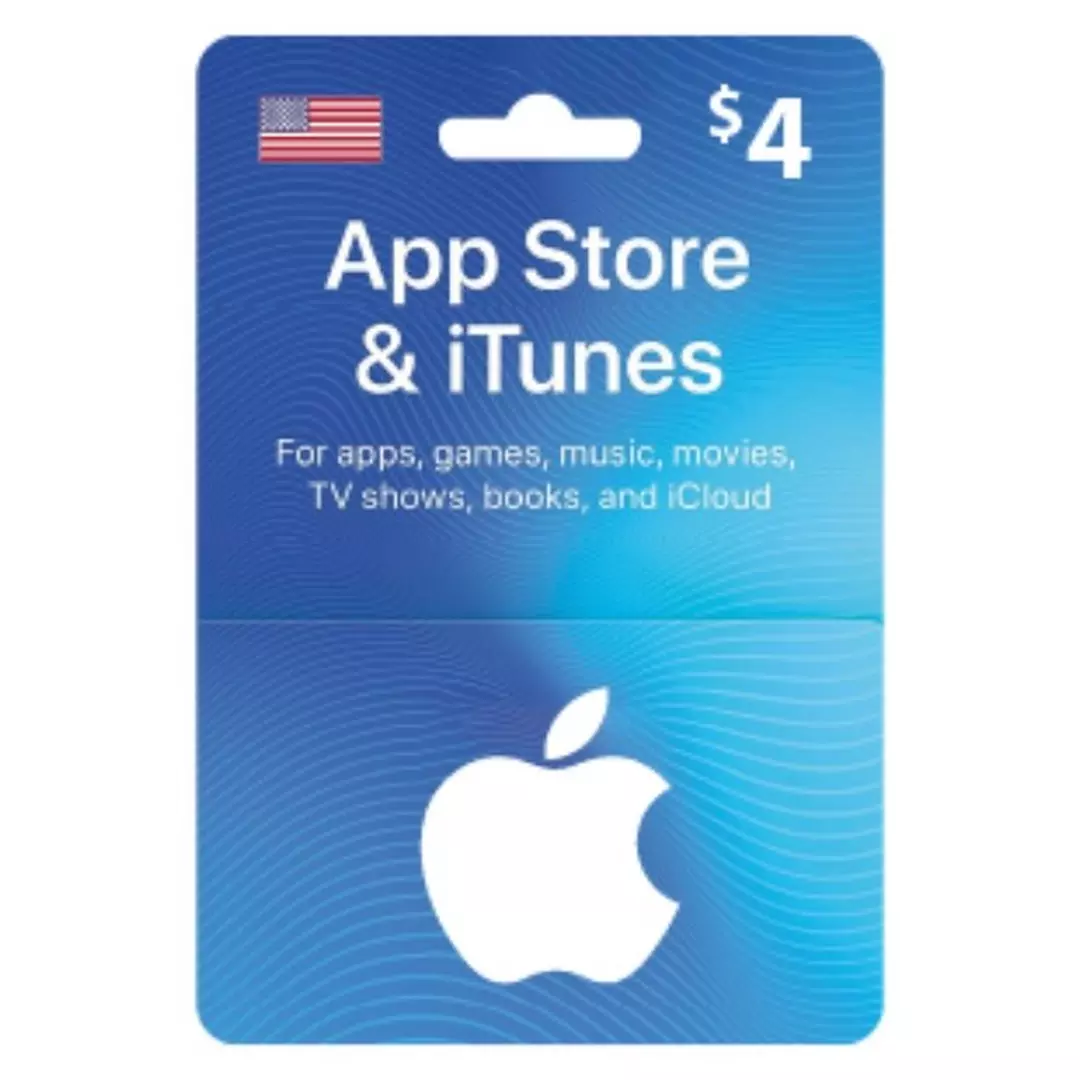 $4
App Store
& iTunes
For apps, games, music, movies,
TV shows, books, and iCloud